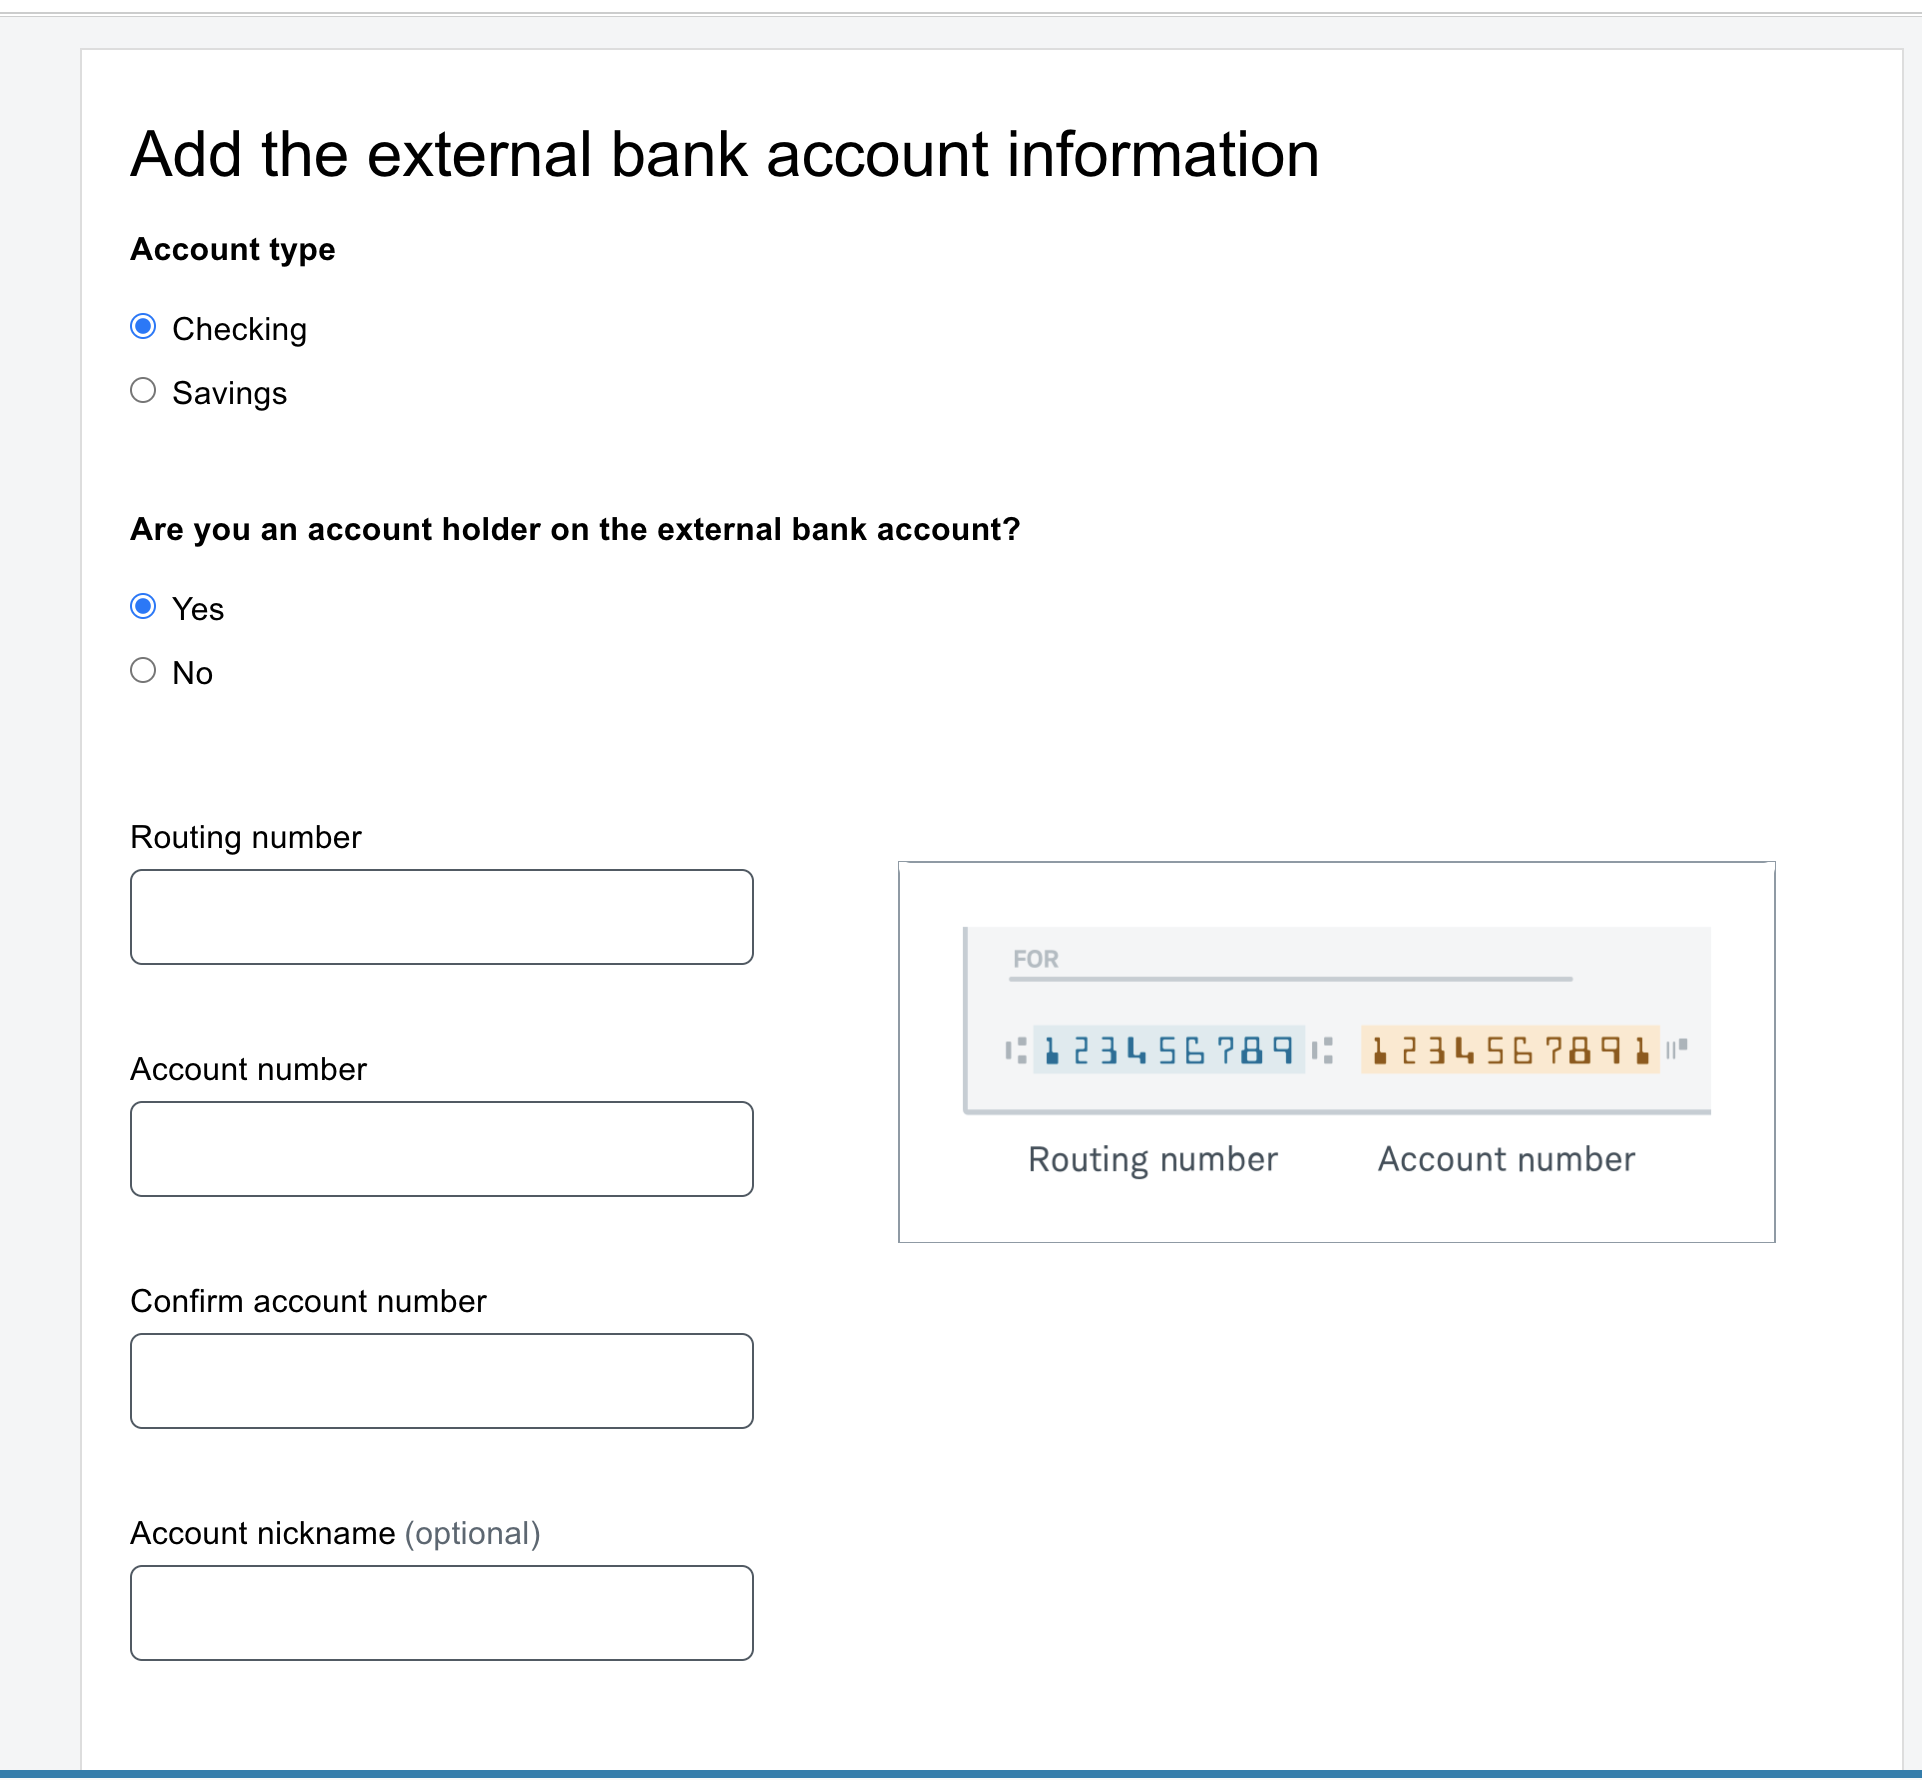 Add the external bank account information
Account type
Checking
Savings
Are you an account holder on the external bank account?
Yes
No
Routing number
FOR
⑆123456789⑆ 1234567891⑈
Routing number Account number
Account number
Confirm account number
Account nickname (optional)